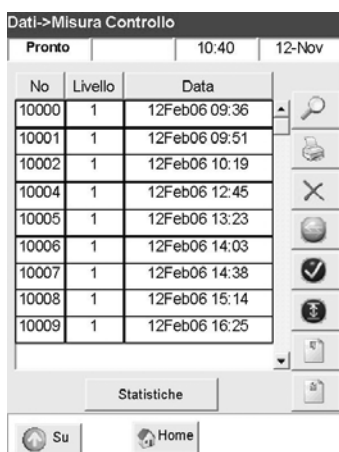 Dati->Misura Controllo
Pronto 10:40 12-Nov
No Livello Data
10000 1 12Feb06 09:36
10001 1 12Feb06 09:51
10002 1 12Feb06 10:19
10004 1 12Feb06 12:45
10005 1 12Feb06 13:23
10006 1 12Feb06 14:03
10007 1 12Feb06 14:38
10008 1 12Feb06 15:14
10009 1 12Feb06 16:25
Statistiche
Su Home